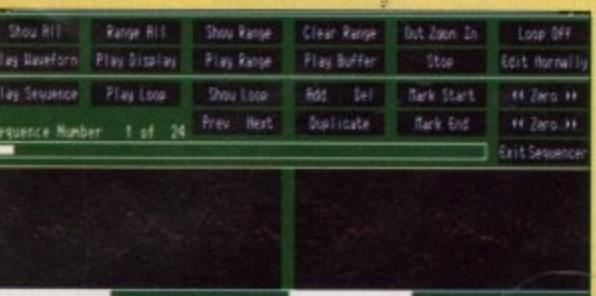 Show All Range All Show Range Clear Range Out Zoom In Loop Off
lay Waveform Play Display Play Range Play Buffer Stop Edit Normally
lay Sequence Play Loop Show Loop Add Del Mark Start ◂◂ Zero ▸▸
Prev Next Duplicate Mark End ◂◂ Zero ▸▸
equence Number 1 of 24
Exit Sequencer